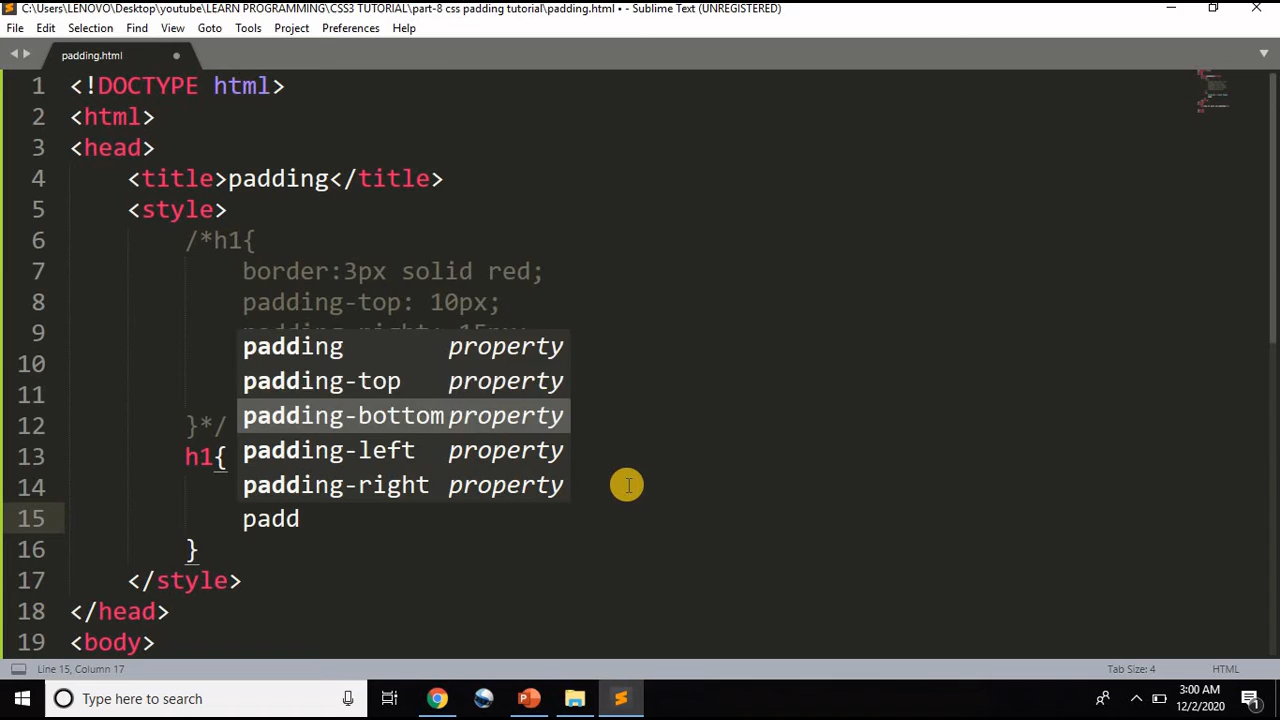 C:\Users\LENOVO\Desktop\youtube\LEARN PROGRAMMING\CSS3 TUTORIAL\part-8 css padding tutorial\padding.html • - Sublime Text (UNREGISTERED)
File Edit Selection Find View Goto Tools Project Preferences Help
padding.html
1 <!DOCTYPE html>
2 <html>
3 <head>
4 <title>padding</title>
5 <style>
6 /*h1{
7 border:3px solid red;
8 padding-top: 10px;
9 padding-right: 15px;
padding property
10
padding-top property
11
padding-bottom property
12 }*/
padding-left property
13 h1{
padding-right property
14
15 padd
16 }
17 </style>
18 </head>
19 <body>
Line 15, Column 17 Tab Size: 4 HTML
Type here to search
3:00 AM
12/2/2020
1